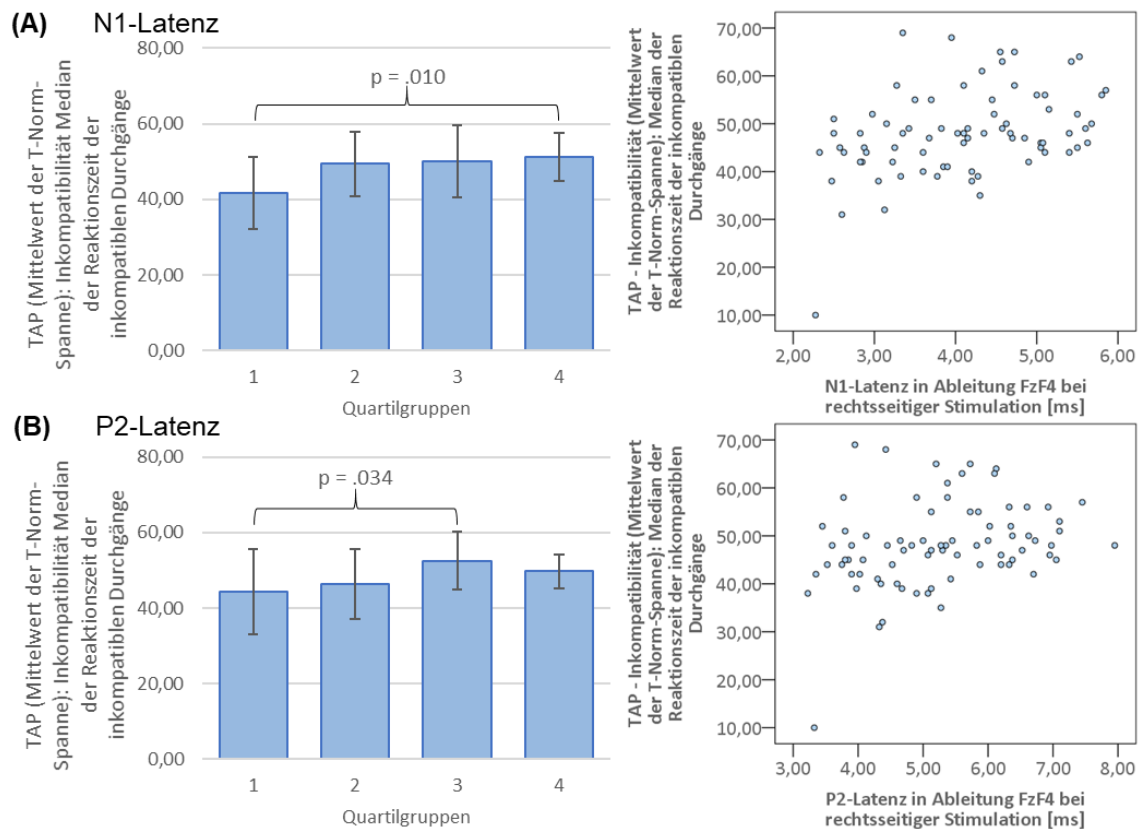 (A) N1-Latenz
TAP (Mittelwert der T-Norm-
Spanne): Inkompatibilität Median
der Reaktionszeit der
inkompatiblen Durchgänge
80,00
60,00
40,00
20,00
0,00
p = .010
1 2 3 4
Quartilgruppen
TAP - Inkompatibilität (Mittelwert
der T-Norm-Spanne): Median der
Reaktionszeit der inkompatiblen
Durchgänge
70,00
60,00
50,00
40,00
30,00
20,00
10,00
2,00 3,00 4,00 5,00 6,00
N1-Latenz in Ableitung FzF4 bei
rechtsseitiger Stimulation [ms]
(B) P2-Latenz
TAP (Mittelwert der T-Norm-
Spanne): Inkompatibilität Median
der Reaktionszeit der
inkompatiblen Durchgänge
80,00
60,00
40,00
20,00
00,00
p = .034
1 2 3 4
Quartilgruppen
TAP - Inkompatibilität (Mittelwert
der T-Norm-Spanne): Median der
Reaktionszeit der inkompatiblen
Durchgänge
70,00
60,00
50,00
40,00
30,00
20,00
10,00
3,00 4,00 5,00 6,00 7,00 8,00
P2-Latenz in Ableitung FzF4 bei
rechtsseitiger Stimulation [ms]